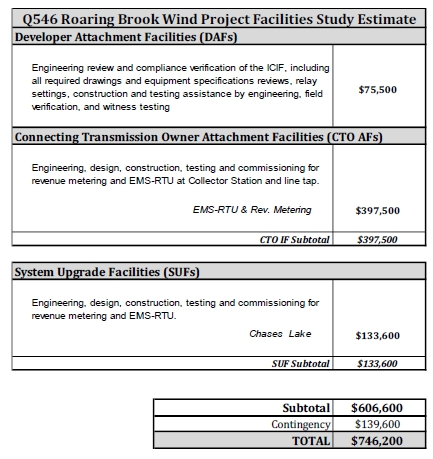 Q546 Roaring Brook Wind Project Facilities Study Estimate
Developer Attachment Facilities (DAFs)
Engineering review and compliance verification of the ICIF, including
all required drawings and equipment specifications reviews, relay
settings, construction and testing assistance by engineering, field
verification, and witness testing
$75,500
Connecting Transmission Owner Attachment Facilities (CTO AFs)
Engineering, design, construction, testing and commissioning for
revenue metering and EMS-RTU at Collector Station and line tap.
EMS-RTU & Rev. Metering $397,500
CTO IF Subtotal $397,500
System Upgrade Facilities (SUFs)
Engineering, design, construction, testing and commissioning for
revenue metering and EMS-RTU.
Chases Lake $133,600
SUF Subtotal $133,600
Subtotal $606,600
Contingency $139,600
TOTAL $746,200